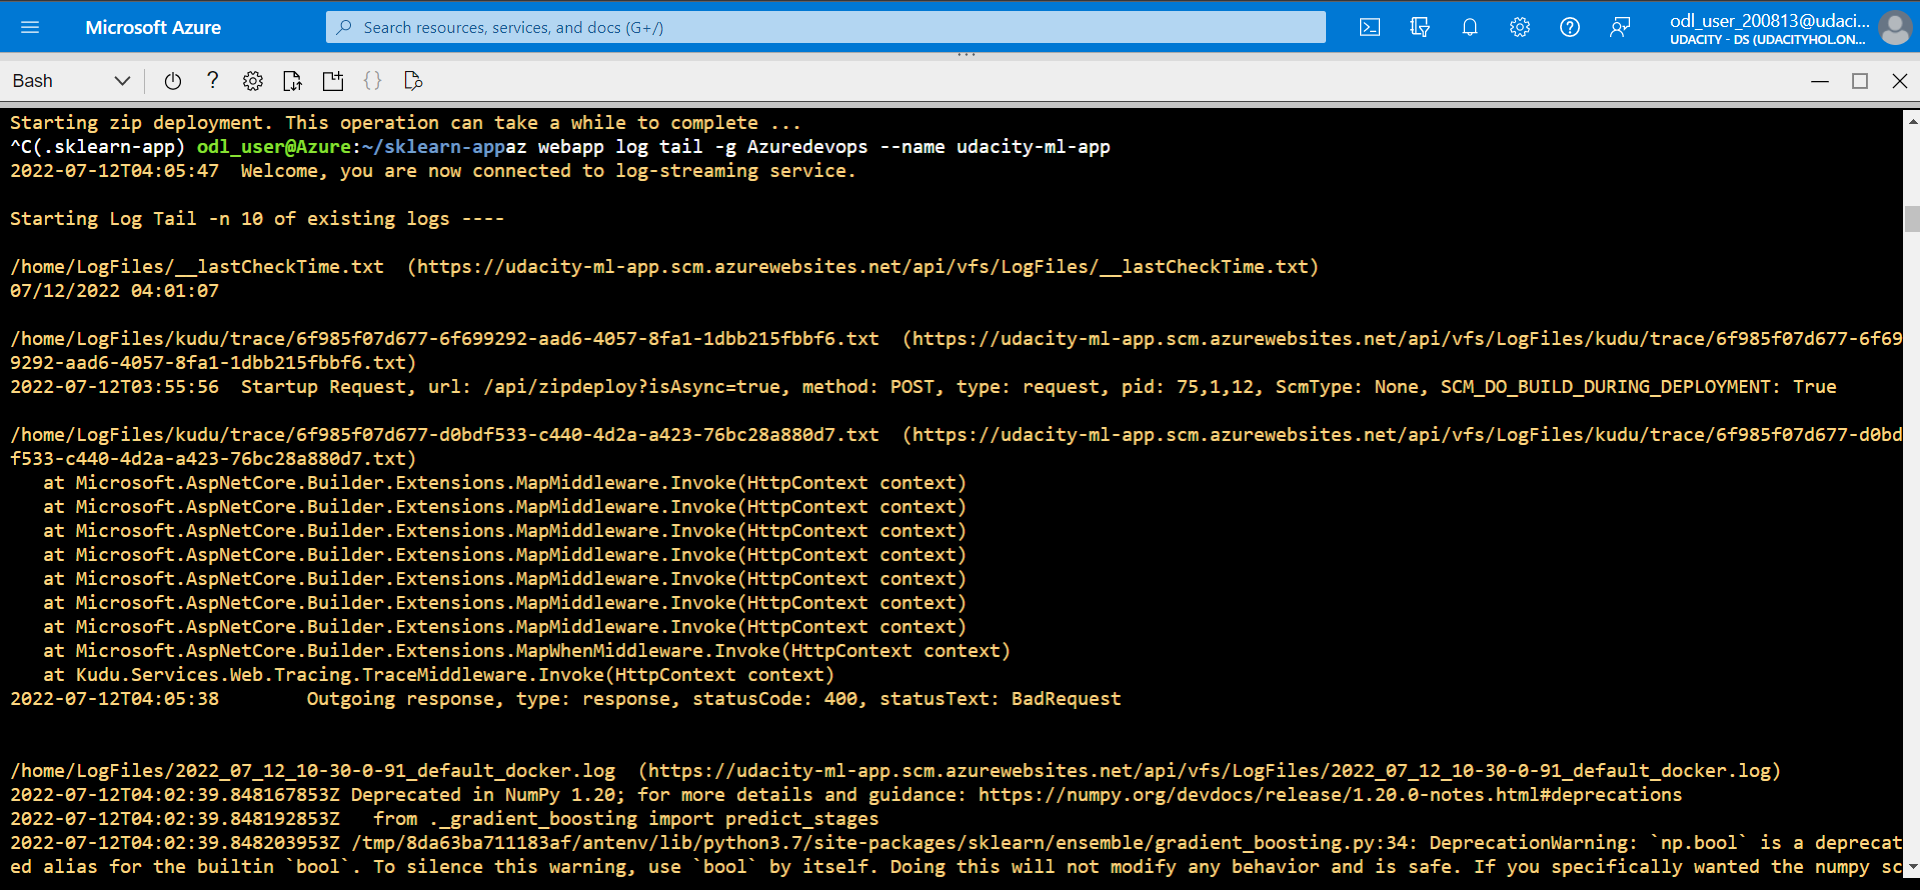 Microsoft Azure
Search resources, services, and docs (G+/)
odl_user_200813@udaci...
UDACITY - DS (UDACITYHOL.ON...
Bash
Starting zip deployment. This operation can take a while to complete ...
^C(.sklearn-app) odl_user@Azure:~/sklearn-appaz webapp log tail -g Azuredevops --name udacity-ml-app
2022-07-12T04:05:47  Welcome, you are now connected to log-streaming service.
Starting Log Tail -n 10 of existing logs ----
/home/LogFiles/__lastCheckTime.txt  (https://udacity-ml-app.scm.azurewebsites.net/api/vfs/LogFiles/__lastCheckTime.txt)
07/12/2022 04:01:07
/home/LogFiles/kudu/trace/6f985f07d677-6f699292-aad6-4057-8fa1-1dbb215fbbf6.txt  (https://udacity-ml-app.scm.azurewebsites.net/api/vfs/LogFiles/kudu/trace/6f985f07d677-6f69
9292-aad6-4057-8fa1-1dbb215fbbf6.txt)
2022-07-12T03:55:56  Startup Request, url: /api/zipdeploy?isAsync=true, method: POST, type: request, pid: 75,1,12, ScmType: None, SCM_DO_BUILD_DURING_DEPLOYMENT: True
/home/LogFiles/kudu/trace/6f985f07d677-d0bdf533-c440-4d2a-a423-76bc28a880d7.txt  (https://udacity-ml-app.scm.azurewebsites.net/api/vfs/LogFiles/kudu/trace/6f985f07d677-d0bd
f533-c440-4d2a-a423-76bc28a880d7.txt)
   at Microsoft.AspNetCore.Builder.Extensions.MapMiddleware.Invoke(HttpContext context)
   at Microsoft.AspNetCore.Builder.Extensions.MapMiddleware.Invoke(HttpContext context)
   at Microsoft.AspNetCore.Builder.Extensions.MapMiddleware.Invoke(HttpContext context)
   at Microsoft.AspNetCore.Builder.Extensions.MapMiddleware.Invoke(HttpContext context)
   at Microsoft.AspNetCore.Builder.Extensions.MapMiddleware.Invoke(HttpContext context)
   at Microsoft.AspNetCore.Builder.Extensions.MapMiddleware.Invoke(HttpContext context)
   at Microsoft.AspNetCore.Builder.Extensions.MapMiddleware.Invoke(HttpContext context)
   at Microsoft.AspNetCore.Builder.Extensions.MapWhenMiddleware.Invoke(HttpContext context)
   at Kudu.Services.Web.Tracing.TraceMiddleware.Invoke(HttpContext context)
2022-07-12T04:05:38        Outgoing response, type: response, statusCode: 400, statusText: BadRequest
/home/LogFiles/2022_07_12_10-30-0-91_default_docker.log  (https://udacity-ml-app.scm.azurewebsites.net/api/vfs/LogFiles/2022_07_12_10-30-0-91_default_docker.log)
2022-07-12T04:02:39.848167853Z Deprecated in NumPy 1.20; for more details and guidance: https://numpy.org/devdocs/release/1.20.0-notes.html#deprecations
2022-07-12T04:02:39.848192853Z   from ._gradient_boosting import predict_stages
2022-07-12T04:02:39.848203953Z /tmp/8da63ba711183af/antenv/lib/python3.7/site-packages/sklearn/ensemble/gradient_boosting.py:34: DeprecationWarning: `np.bool` is a deprecat
ed alias for the builtin `bool`. To silence this warning, use `bool` by itself. Doing this will not modify any behavior and is safe. If you specifically wanted the numpy sc